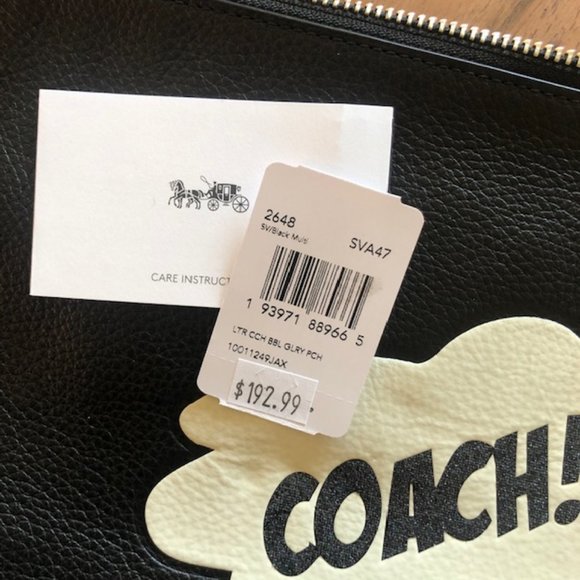 CARE INSTRUCT
2648
SV/Black Multi
SVA47
1 93971 88966 5
LTR CCH BBL GLRY PCH
10011249JAX
$192.99
COACH!